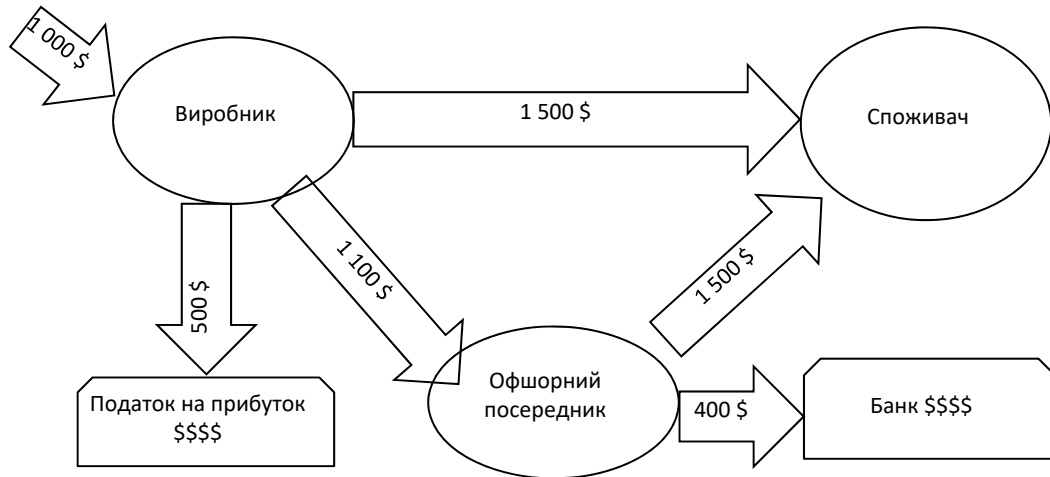 1 000 $
Виробник
1 500 $
Споживач
500 $
1 100 $
1 500 $
Офшорний
посередник
400 $
Податок на прибуток
$$$$
Банк $$$$